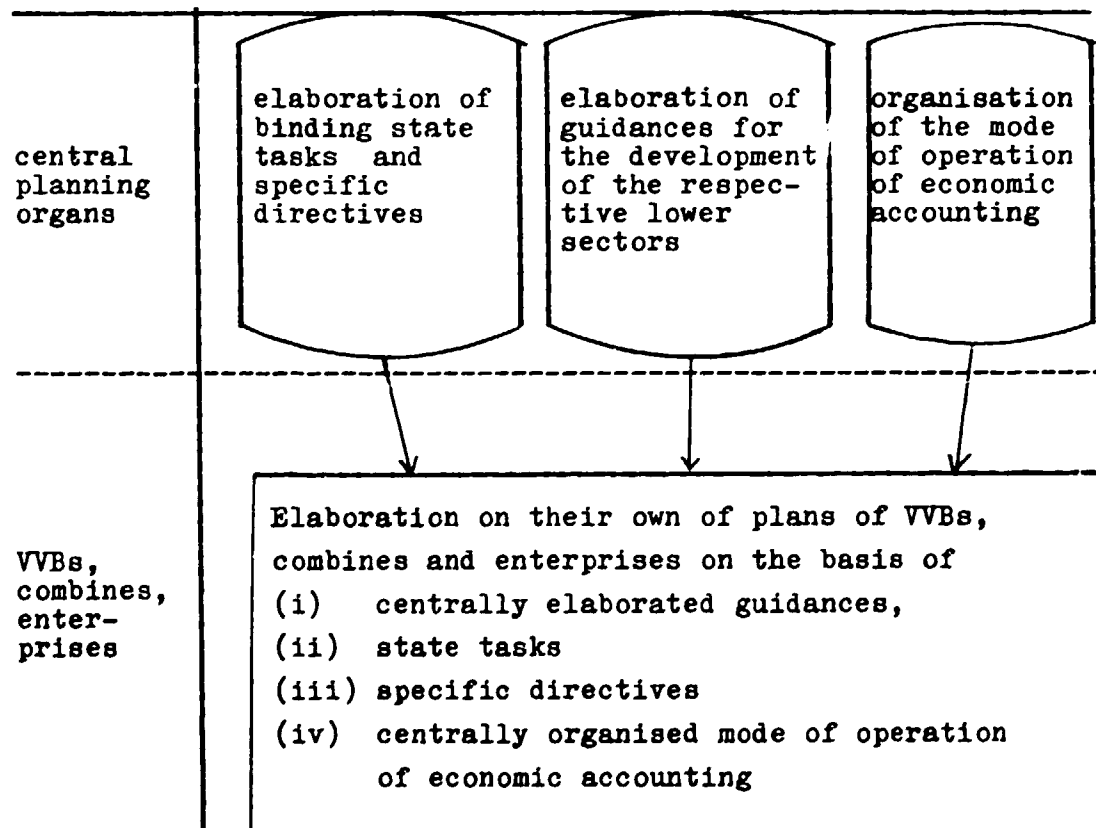 central
planning
organs
elaboration of
binding state
tasks and
specific
directives
elaboration of
guidances for
the development
of the respec-
tive lower
sectors
organisation
of the mode
of operation
of economic
accounting
VVBs,
combines,
enter-
prises
Elaboration on their own of plans of VVBs,
combines and enterprises on the basis of
(i) centrally elaborated guidances,
(ii) state tasks
(iii) specific directives
(iv) centrally organised mode of operation
of economic accounting